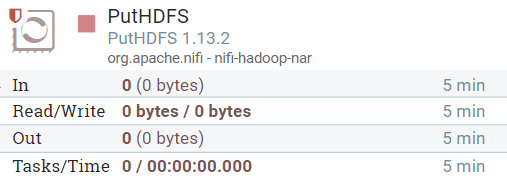 PutHDFS
PutHDFS 1.13.2
org.apache.nifi - nifi-hadoop-nar
In 0 (0 bytes) 5 min
Read/Write 0 bytes / 0 bytes 5 min
Out 0 (0 bytes) 5 min
Tasks/Time 0 / 00:00:00.000 5 min